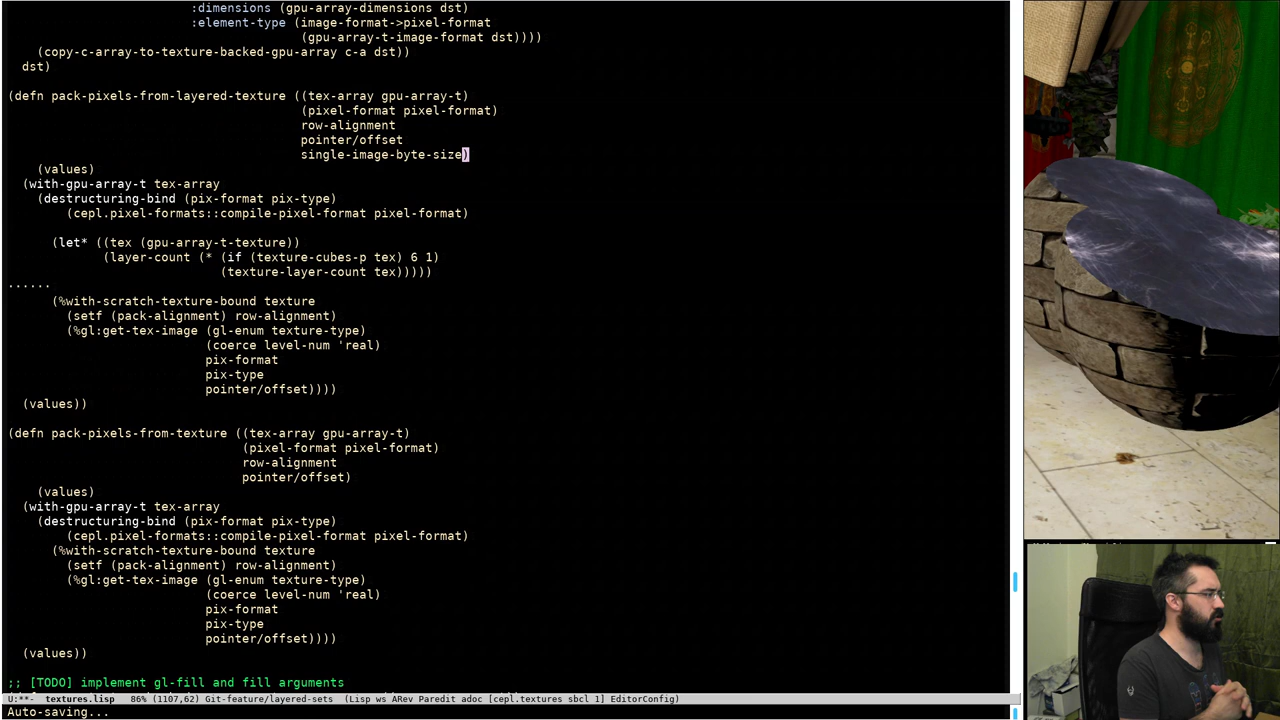 :dimensions (gpu-array-dimensions dst)
:element-type (image-format->pixel-format
(gpu-array-t-image-format dst))))
(copy-c-array-to-texture-backed-gpu-array c-a dst))
dst)
(defn pack-pixels-from-layered-texture ((tex-array gpu-array-t)
(pixel-format pixel-format)
row-alignment
pointer/offset
single-image-byte-size)
(values)
(with-gpu-array-t tex-array
(destructuring-bind (pix-format pix-type)
(cepl.pixel-formats::compile-pixel-format pixel-format)
(let* ((tex (gpu-array-t-texture))
(layer-count (* (if (texture-cubes-p tex) 6 1)
(texture-layer-count tex)))))
......
(%with-scratch-texture-bound texture
(setf (pack-alignment) row-alignment)
(%gl:get-tex-image (gl-enum texture-type)
(coerce level-num 'real)
pix-format
pix-type
pointer/offset))))
(values))
(defn pack-pixels-from-texture ((tex-array gpu-array-t)
(pixel-format pixel-format)
row-alignment
pointer/offset)
(values)
(with-gpu-array-t tex-array
(destructuring-bind (pix-format pix-type)
(cepl.pixel-formats::compile-pixel-format pixel-format)
(%with-scratch-texture-bound texture
(setf (pack-alignment) row-alignment)
(%gl:get-tex-image (gl-enum texture-type)
(coerce level-num 'real)
pix-format
pix-type
pointer/offset))))
(values))
;; [TODO] implement gl-fill and fill arguments
U:**- textures.lisp 86% (1107,62) Git-feature/layered-sets (Lisp ws ARev Paredit adoc [cepl.textures sbcl 1] EditorConfig)
Auto-saving...